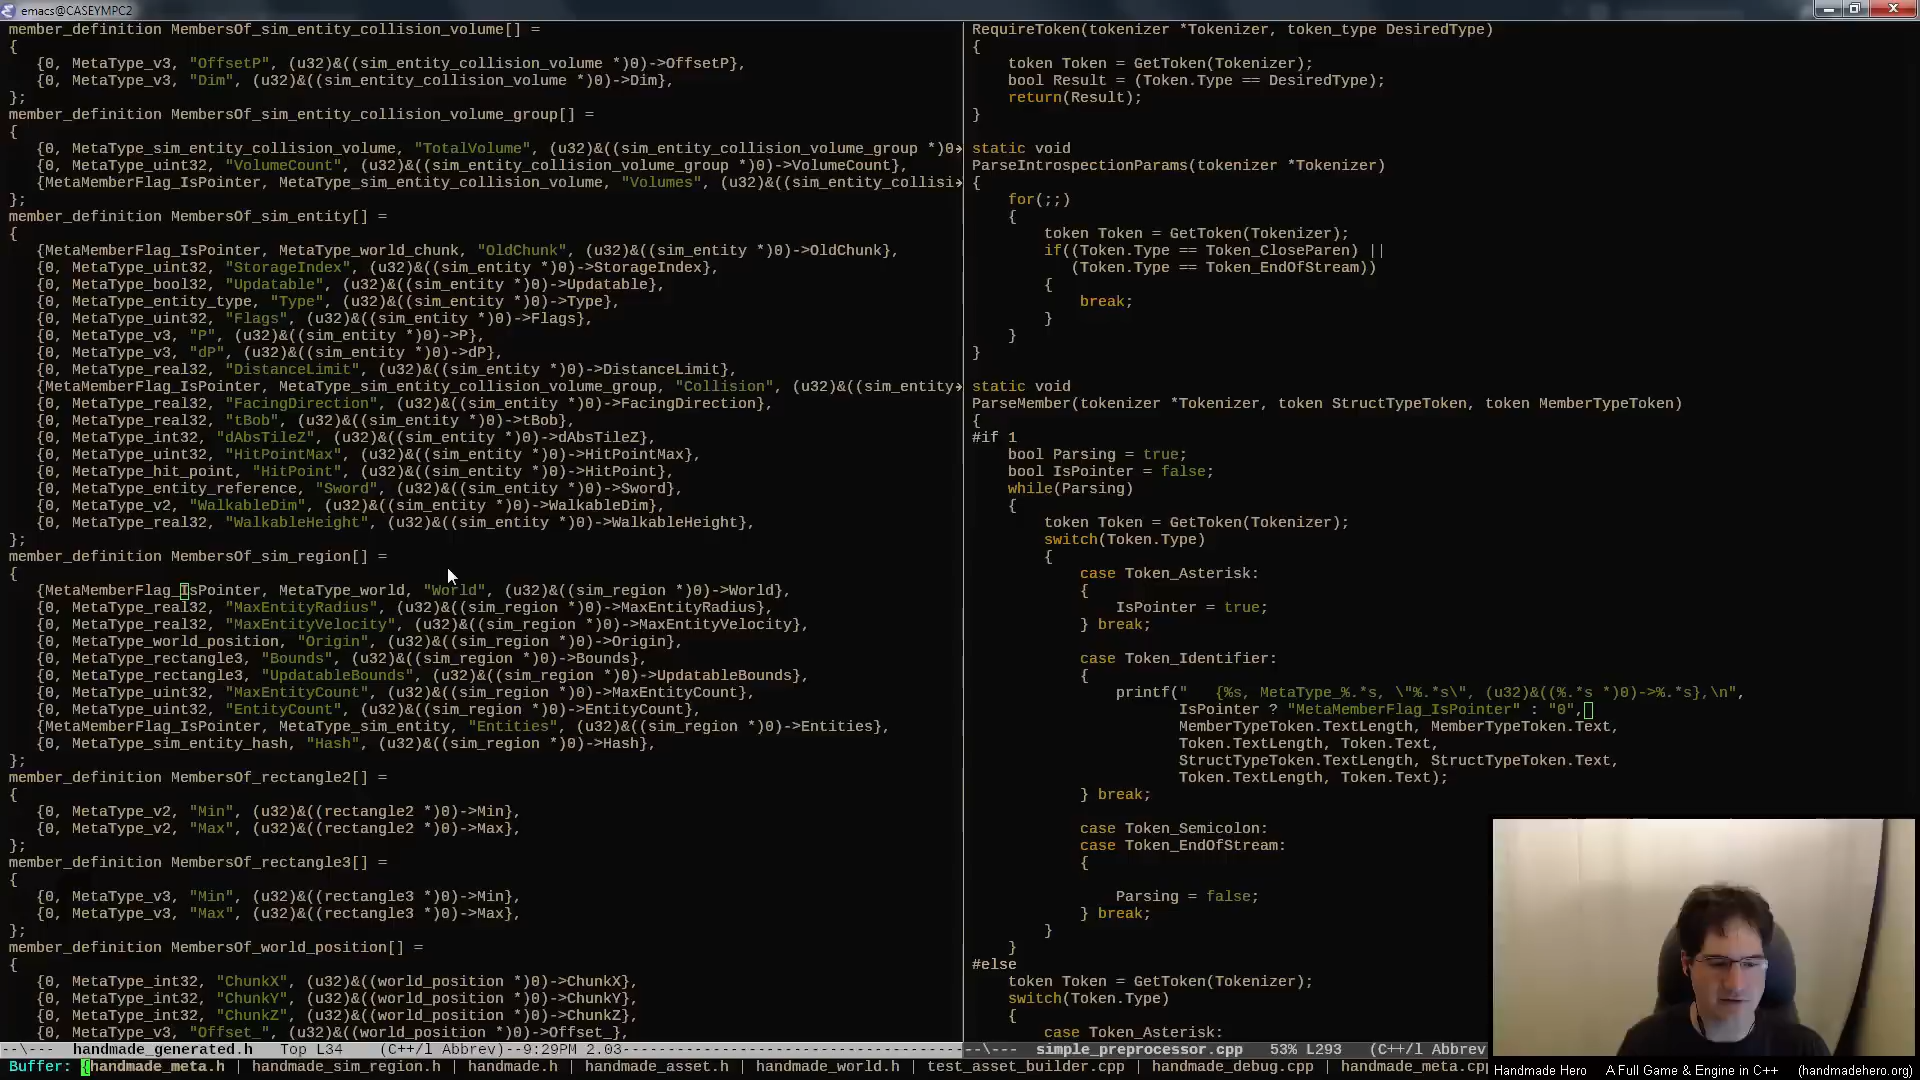 emacs@CASEYMPC2
member_definition MembersOf_sim_entity_collision_volume[] =
{
{0, MetaType_v3, "OffsetP", (u32)&((sim_entity_collision_volume *)0)->OffsetP},
{0, MetaType_v3, "Dim", (u32)&((sim_entity_collision_volume *)0)->Dim},
};
member_definition MembersOf_sim_entity_collision_volume_group[] =
{
{0, MetaType_sim_entity_collision_volume, "TotalVolume", (u32)&((sim_entity_collision_volume_group *)0
{0, MetaType_uint32, "VolumeCount", (u32)&((sim_entity_collision_volume_group *)0)->VolumeCount},
{MetaMemberFlag_IsPointer, MetaType_sim_entity_collision_volume, "Volumes", (u32)&((sim_entity_collisi
};
member_definition MembersOf_sim_entity[] =
{
{MetaMemberFlag_IsPointer, MetaType_world_chunk, "OldChunk", (u32)&((sim_entity *)0)->OldChunk},
{0, MetaType_uint32, "StorageIndex", (u32)&((sim_entity *)0)->StorageIndex},
{0, MetaType_bool32, "Updatable", (u32)&((sim_entity *)0)->Updatable},
{0, MetaType_entity_type, "Type", (u32)&((sim_entity *)0)->Type},
{0, MetaType_uint32, "Flags", (u32)&((sim_entity *)0)->Flags},
{0, MetaType_v3, "P", (u32)&((sim_entity *)0)->P},
{0, MetaType_v3, "dP", (u32)&((sim_entity *)0)->dP},
{0, MetaType_real32, "DistanceLimit", (u32)&((sim_entity *)0)->DistanceLimit},
{MetaMemberFlag_IsPointer, MetaType_sim_entity_collision_volume_group, "Collision", (u32)&((sim_entity
{0, MetaType_real32, "FacingDirection", (u32)&((sim_entity *)0)->FacingDirection},
{0, MetaType_real32, "tBob", (u32)&((sim_entity *)0)->tBob},
{0, MetaType_int32, "dAbsTileZ", (u32)&((sim_entity *)0)->dAbsTileZ},
{0, MetaType_uint32, "HitPointMax", (u32)&((sim_entity *)0)->HitPointMax},
{0, MetaType_hit_point, "HitPoint", (u32)&((sim_entity *)0)->HitPoint},
{0, MetaType_entity_reference, "Sword", (u32)&((sim_entity *)0)->Sword},
{0, MetaType_v2, "WalkableDim", (u32)&((sim_entity *)0)->WalkableDim},
{0, MetaType_real32, "WalkableHeight", (u32)&((sim_entity *)0)->WalkableHeight},
};
member_definition MembersOf_sim_region[] =
{
{MetaMemberFlag_IsPointer, MetaType_world, "World", (u32)&((sim_region *)0)->World},
{0, MetaType_real32, "MaxEntityRadius", (u32)&((sim_region *)0)->MaxEntityRadius},
{0, MetaType_real32, "MaxEntityVelocity", (u32)&((sim_region *)0)->MaxEntityVelocity},
{0, MetaType_world_position, "Origin", (u32)&((sim_region *)0)->Origin},
{0, MetaType_rectangle3, "Bounds", (u32)&((sim_region *)0)->Bounds},
{0, MetaType_rectangle3, "UpdatableBounds", (u32)&((sim_region *)0)->UpdatableBounds},
{0, MetaType_uint32, "MaxEntityCount", (u32)&((sim_region *)0)->MaxEntityCount},
{0, MetaType_uint32, "EntityCount", (u32)&((sim_region *)0)->EntityCount},
{MetaMemberFlag_IsPointer, MetaType_sim_entity, "Entities", (u32)&((sim_region *)0)->Entities},
{0, MetaType_sim_entity_hash, "Hash", (u32)&((sim_region *)0)->Hash},
};
member_definition MembersOf_rectangle2[] =
{
{0, MetaType_v2, "Min", (u32)&((rectangle2 *)0)->Min},
{0, MetaType_v2, "Max", (u32)&((rectangle2 *)0)->Max},
};
member_definition MembersOf_rectangle3[] =
{
{0, MetaType_v3, "Min", (u32)&((rectangle3 *)0)->Min},
{0, MetaType_v3, "Max", (u32)&((rectangle3 *)0)->Max},
};
member_definition MembersOf_world_position[] =
{
{0, MetaType_int32, "ChunkX", (u32)&((world_position *)0)->ChunkX},
{0, MetaType_int32, "ChunkY", (u32)&((world_position *)0)->ChunkY},
{0, MetaType_int32, "ChunkZ", (u32)&((world_position *)0)->ChunkZ},
{0, MetaType_v3, "Offset_", (u32)&((world_position *)0)->Offset_},
--\--- handmade_generated.h Top L34 (C++/l Abbrev)--9:29PM 2.03
RequireToken(tokenizer *Tokenizer, token_type DesiredType)
{
token Token = GetToken(Tokenizer);
bool Result = (Token.Type == DesiredType);
return(Result);
}
static void
ParseIntrospectionParams(tokenizer *Tokenizer)
{
for(;;)
{
token Token = GetToken(Tokenizer);
if((Token.Type == Token_CloseParen) ||
(Token.Type == Token_EndOfStream))
{
break;
}
}
}
static void
ParseMember(tokenizer *Tokenizer, token StructTypeToken, token MemberTypeToken)
{
#if 1
bool Parsing = true;
bool IsPointer = false;
while(Parsing)
{
token Token = GetToken(Tokenizer);
switch(Token.Type)
{
case Token_Asterisk:
{
IsPointer = true;
} break;
case Token_Identifier:
{
printf("   {%s, MetaType_%.*s, \"%.*s\", (u32)&((%.*s *)0)->%.*s},\n",
IsPointer ? "MetaMemberFlag_IsPointer" : "0",
MemberTypeToken.TextLength, MemberTypeToken.Text,
Token.TextLength, Token.Text,
StructTypeToken.TextLength, StructTypeToken.Text,
Token.TextLength, Token.Text);
} break;
case Token_Semicolon:
case Token_EndOfStream:
{
Parsing = false;
} break;
}
}
#else
token Token = GetToken(Tokenizer);
switch(Token.Type)
{
case Token_Asterisk:
--\--- simple_preprocessor.cpp 53% L293 (C++/l Abbrev
Buffer: {handmade_meta.h | handmade_sim_region.h | handmade.h | handmade_asset.h | handmade_world.h | test_asset_builder.cpp | handmade_debug.cpp | handmade_meta.cp
Handmade Hero A Full Game & Engine in C++ (handmadehero.org)